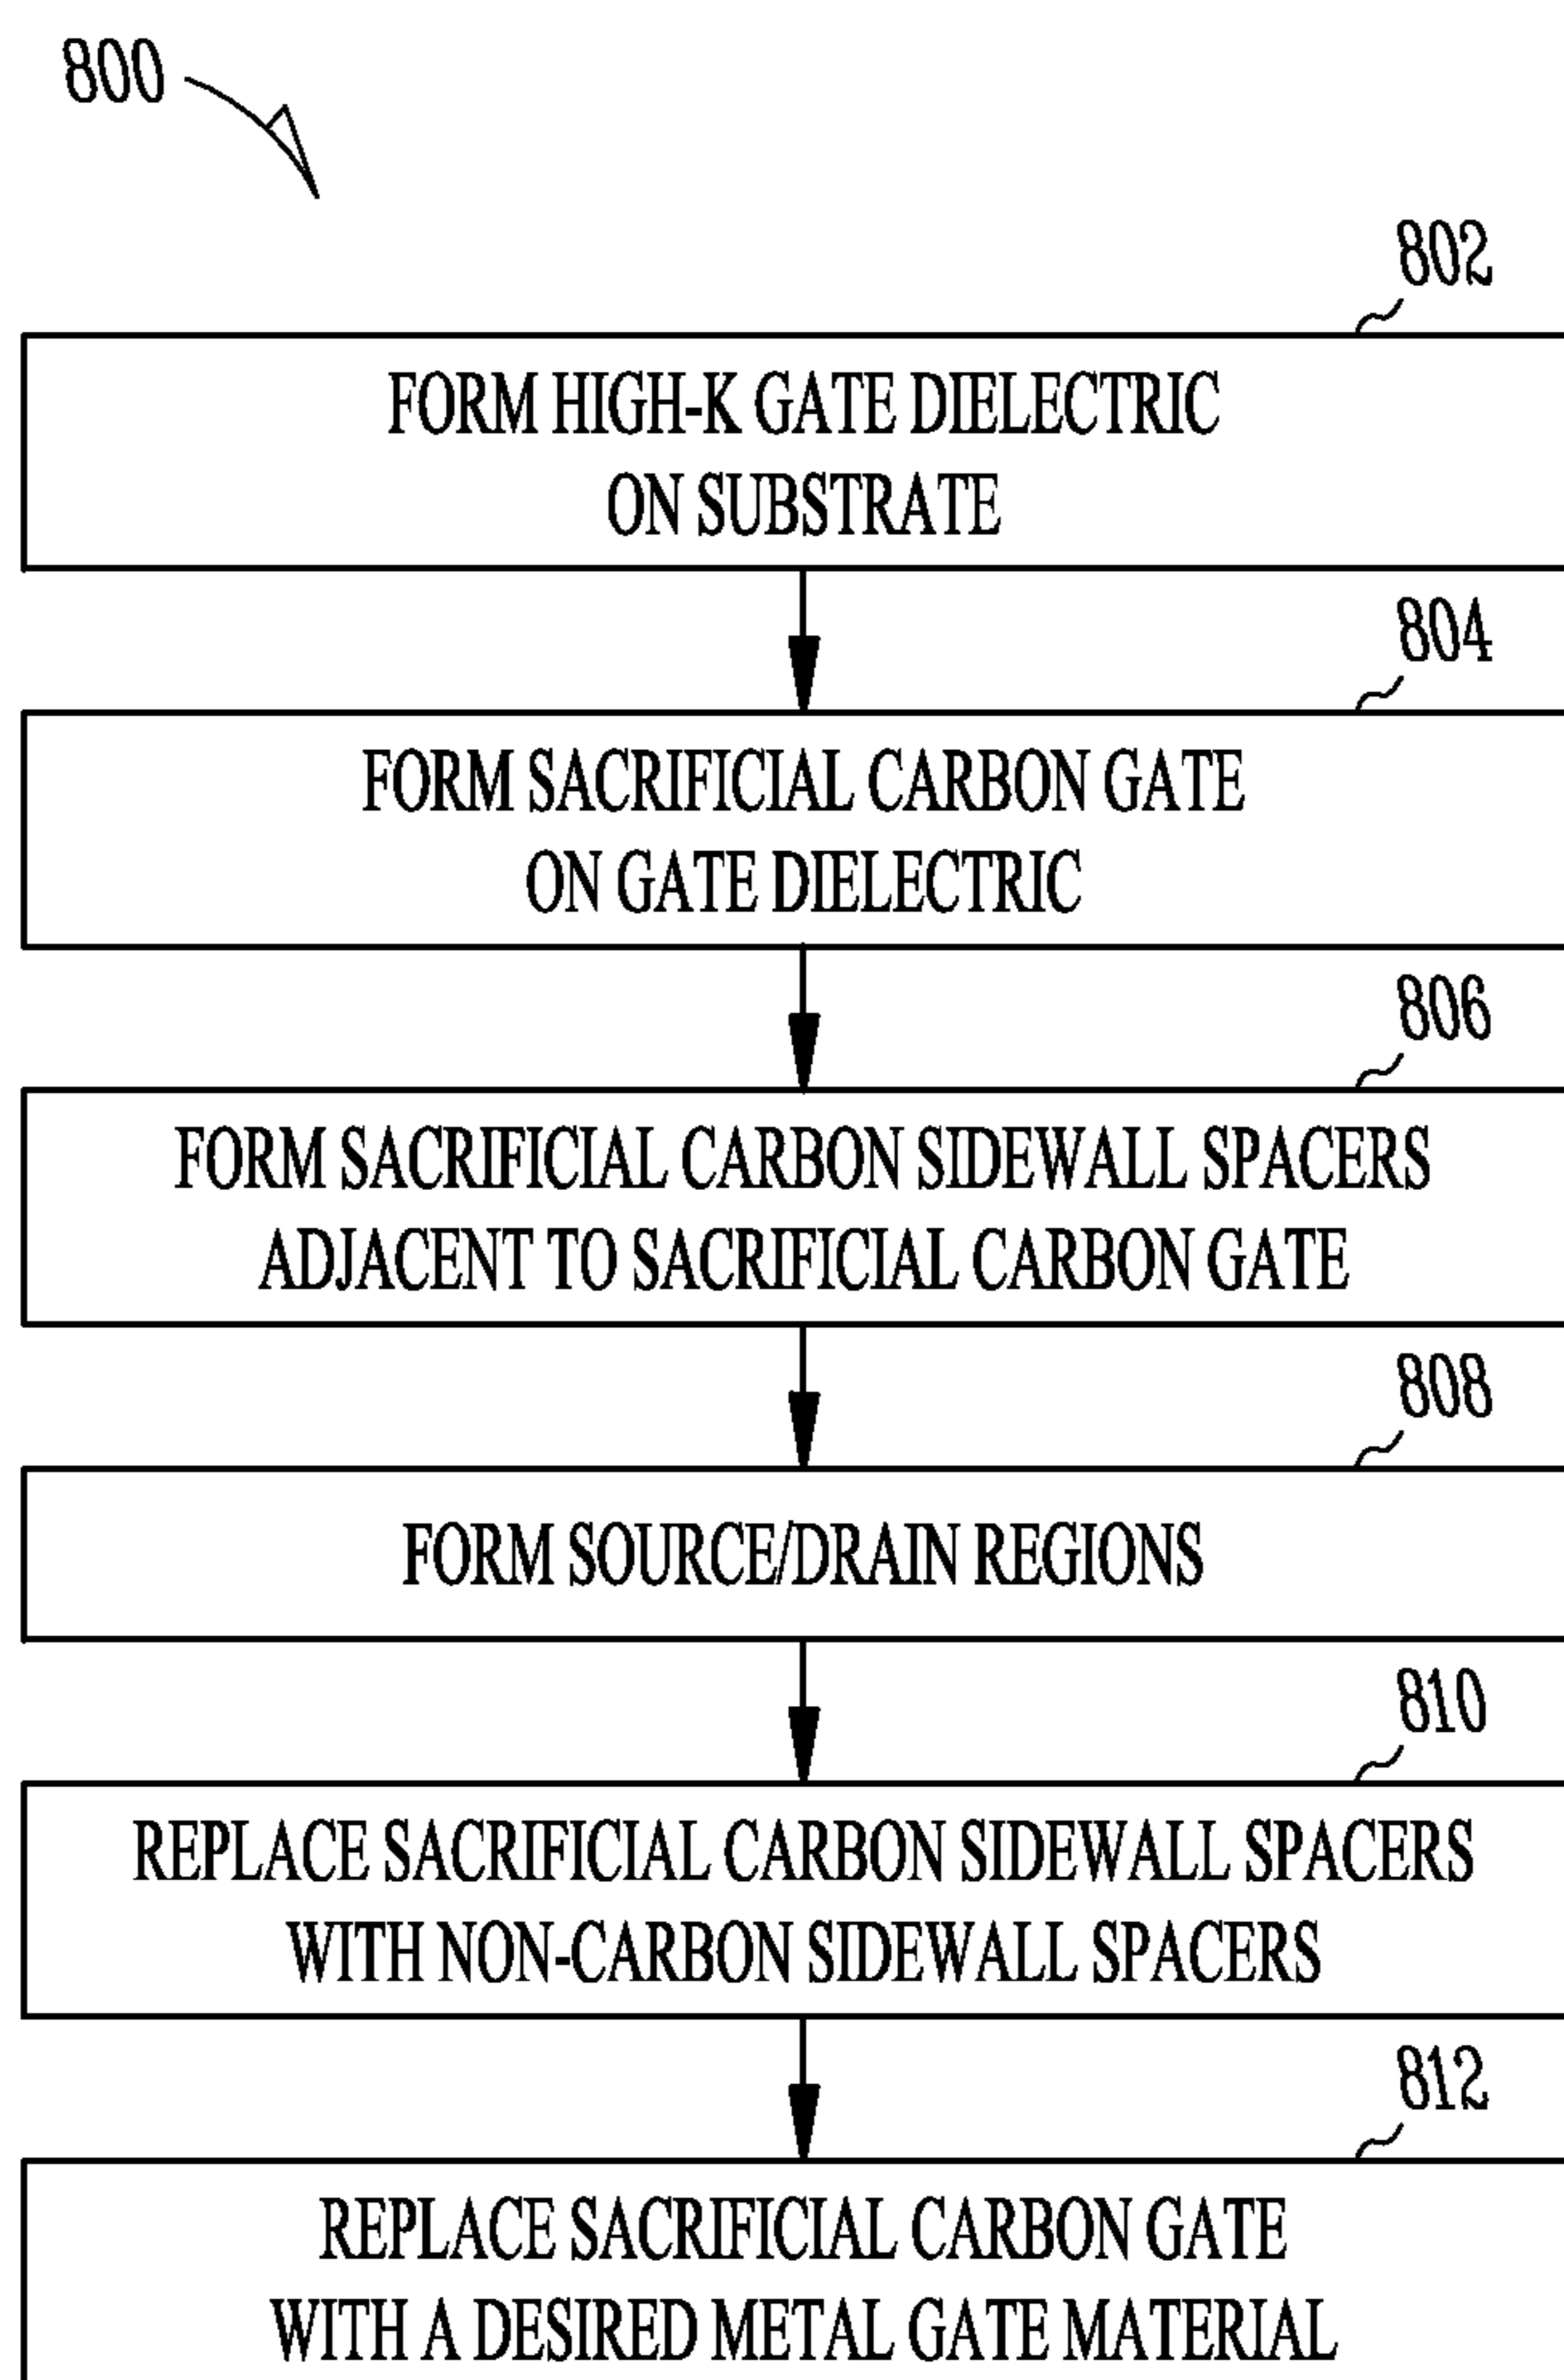 800
802
FORM HIGH-K GATE DIELECTRIC
ON SUBSTRATE
804
FORM SACRIFICIAL CARBON GATE
ON GATE DIELECTRIC
806
FORM SACRIFICIAL CARBON SIDEWALL SPACERS
ADJACENT TO SACRIFICIAL CARBON GATE
808
FORM SOURCE/DRAIN REGIONS
810
REPLACE SACRIFICIAL CARBON SIDEWALL SPACERS
WITH NON-CARBON SIDEWALL SPACERS
812
REPLACE SACRIFICIAL CARBON GATE
WITH A DESIRED METAL GATE MATERIAL